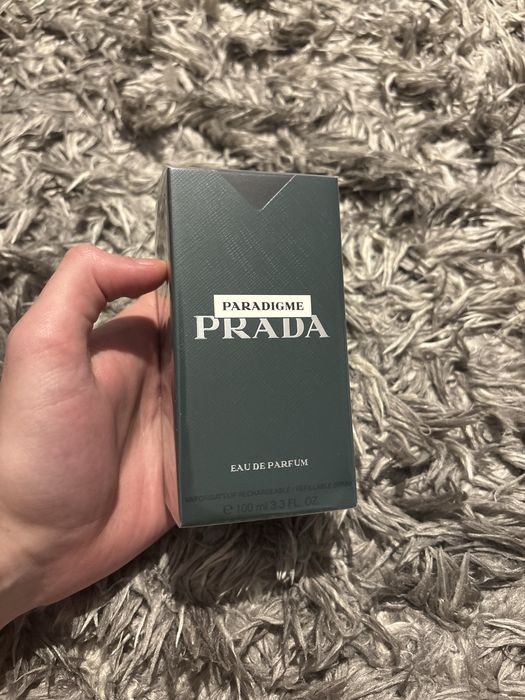 PARADIGME
PRADA
EAU DE PARFUM
VAPORISATEUR RECHARGEABLE / REFILLABLE SPRAY
℮ 100 ml 3.3 FL. OZ.